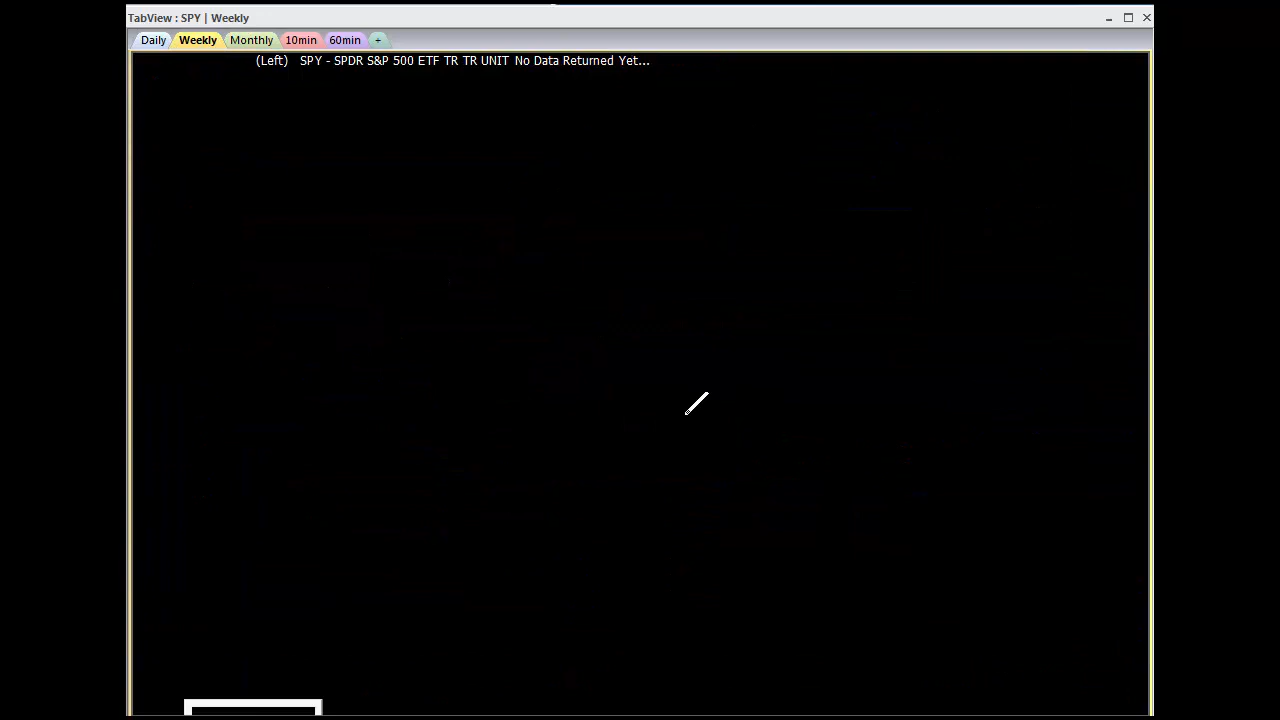 TabView : SPY | Weekly
Daily Weekly Monthly 10min 60min +
(Left) SPY - SPDR S&P 500 ETF TR TR UNIT No Data Returned Yet...